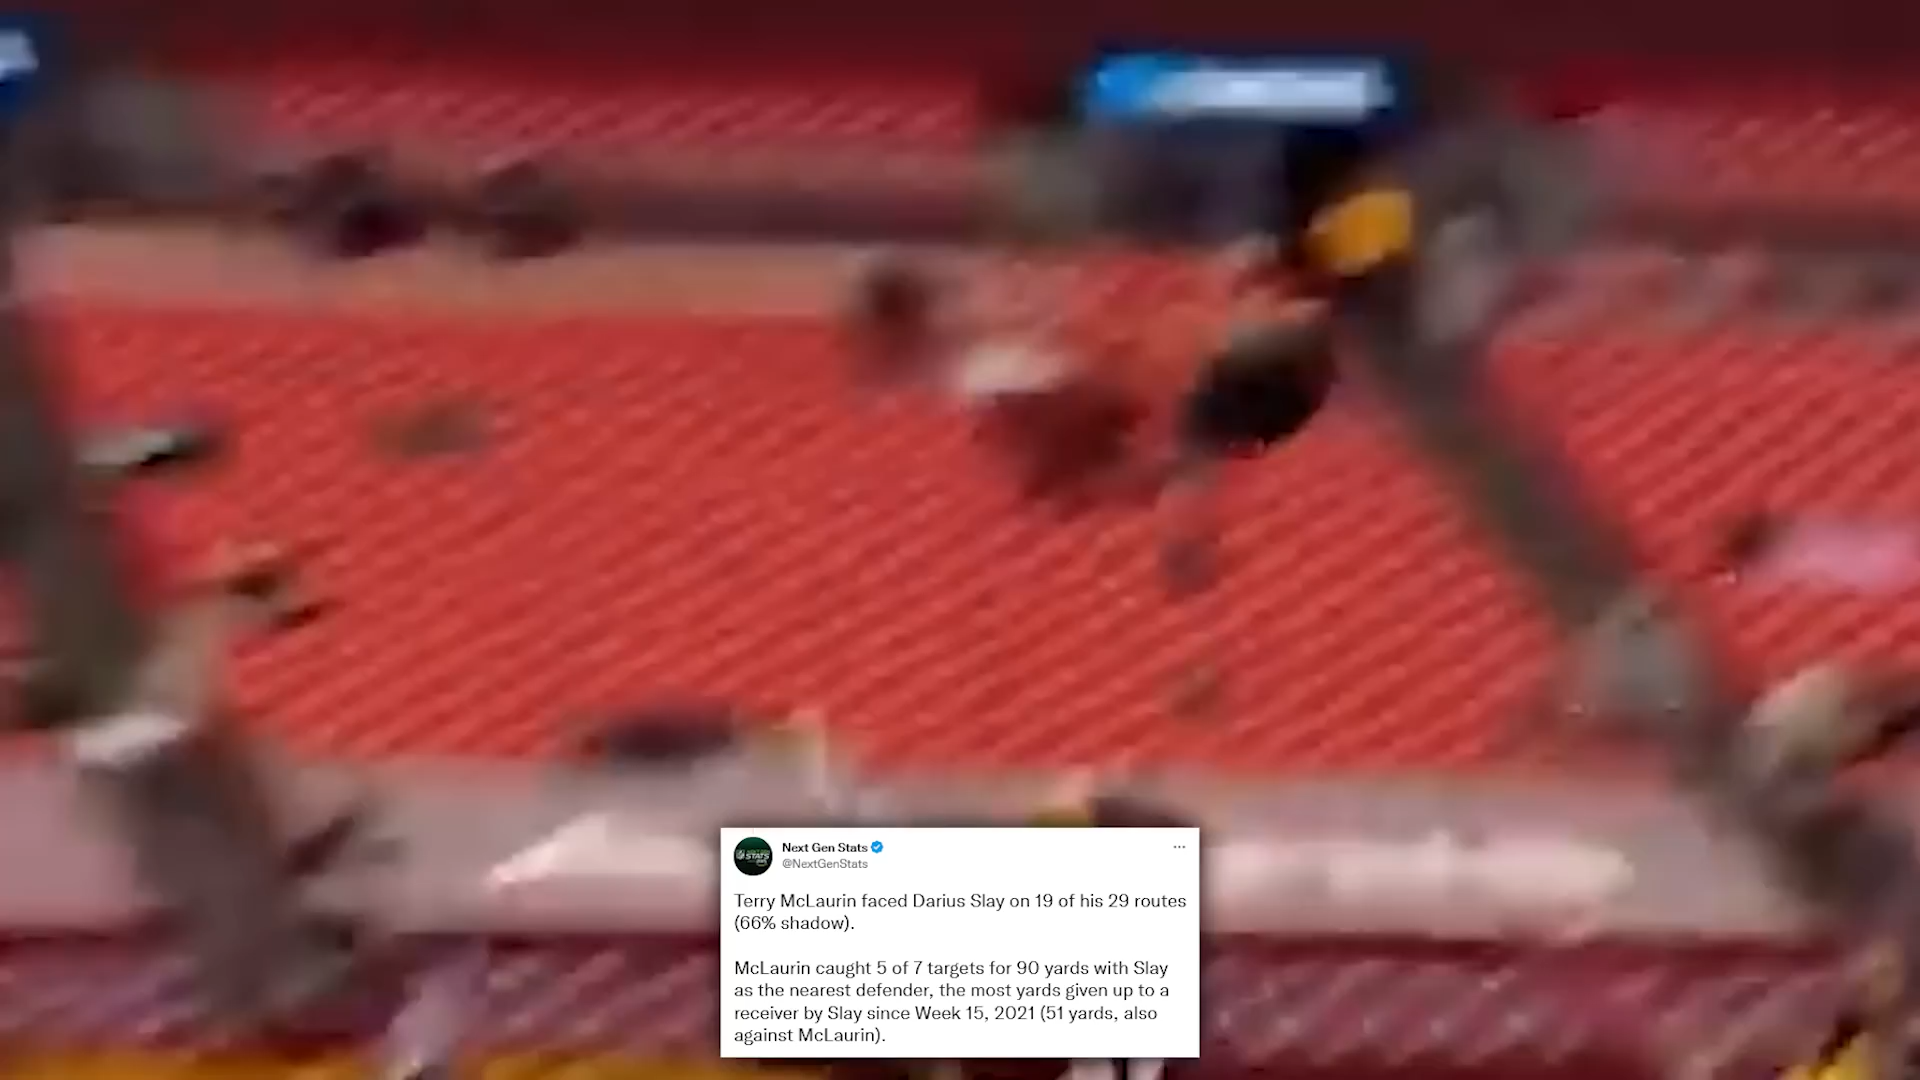 Next Gen Stats
@NextGenStats
Terry McLaurin faced Darius Slay on 19 of his 29 routes
(66% shadow).
McLaurin caught 5 of 7 targets for 90 yards with Slay
as the nearest defender, the most yards given up to a
receiver by Slay since Week 15, 2021 (51 yards, also
against McLaurin).